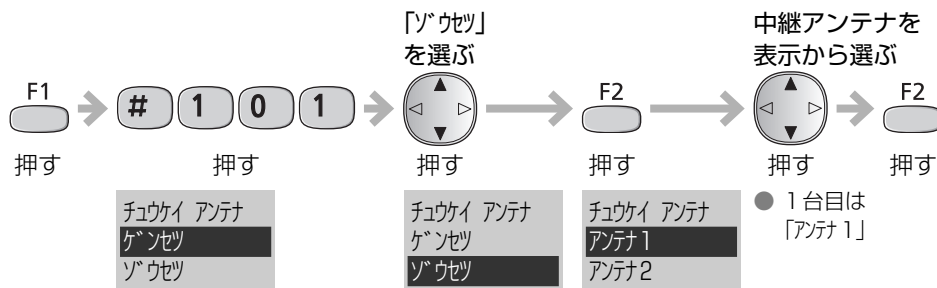 「ゾウセツ」
を選ぶ
中継アンテナを
表示から選ぶ
F1
# 1 0 1
F2
F2
押す
押す
押す
押す
押す
押す
チュウケイ アンテナ
ゲンセツ
ゾウセツ
チュウケイ アンテナ
ゲンセツ
ゾウセツ
チュウケイ アンテナ
アンテナ1
アンテナ2
● 1台目は
「アンテナ1」